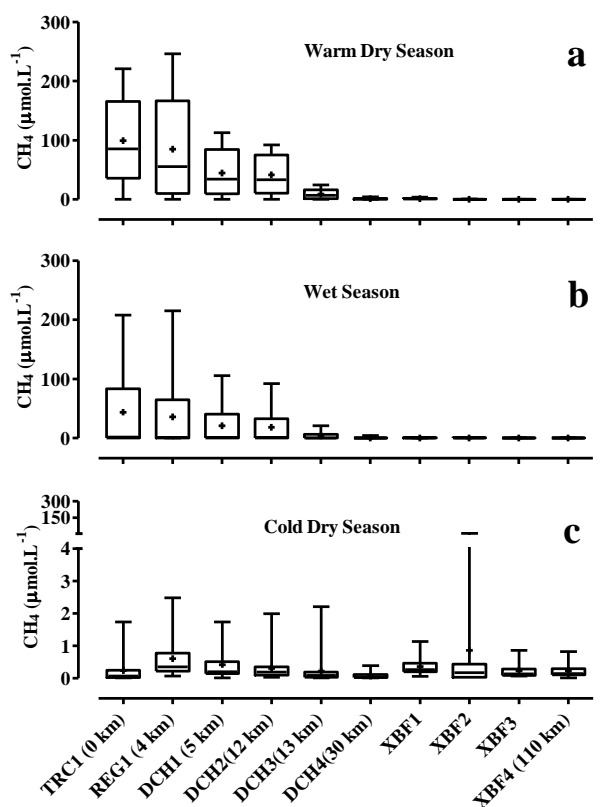 300
200
100
0
CH₄ (μmol.L⁻¹)
Warm Dry Season
a
300
200
100
0
CH₄ (μmol.L⁻¹)
Wet Season
b
300
150
4
3
2
1
0
CH₄ (μmol.L⁻¹)
Cold Dry Season
c
TRC1 (0 km)
REG1 (4 km)
DCH1 (5 km)
DCH2(12 km)
DCH3(13 km)
DCH4(30 km)
XBF1
XBF2
XBF3
XBF4 (110 km)